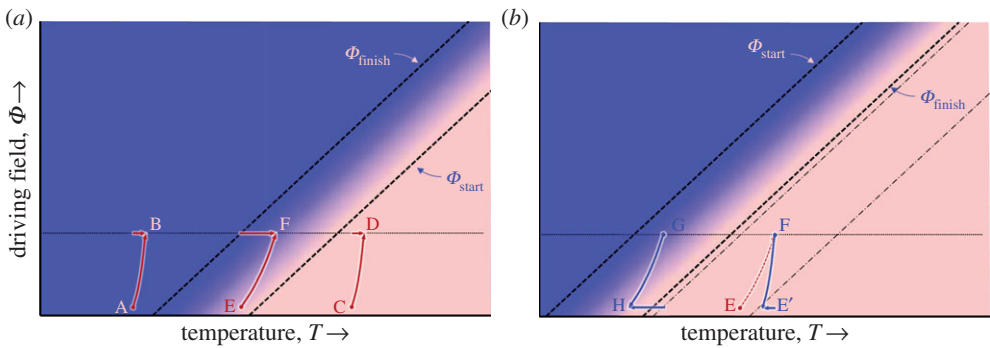 (a)
(b)
driving field, Φ→
Φfinish
Φstart
B
F
D
A
E
C
temperature, T→
Φstart
Φfinish
G
F
H
E
E′
temperature, T→